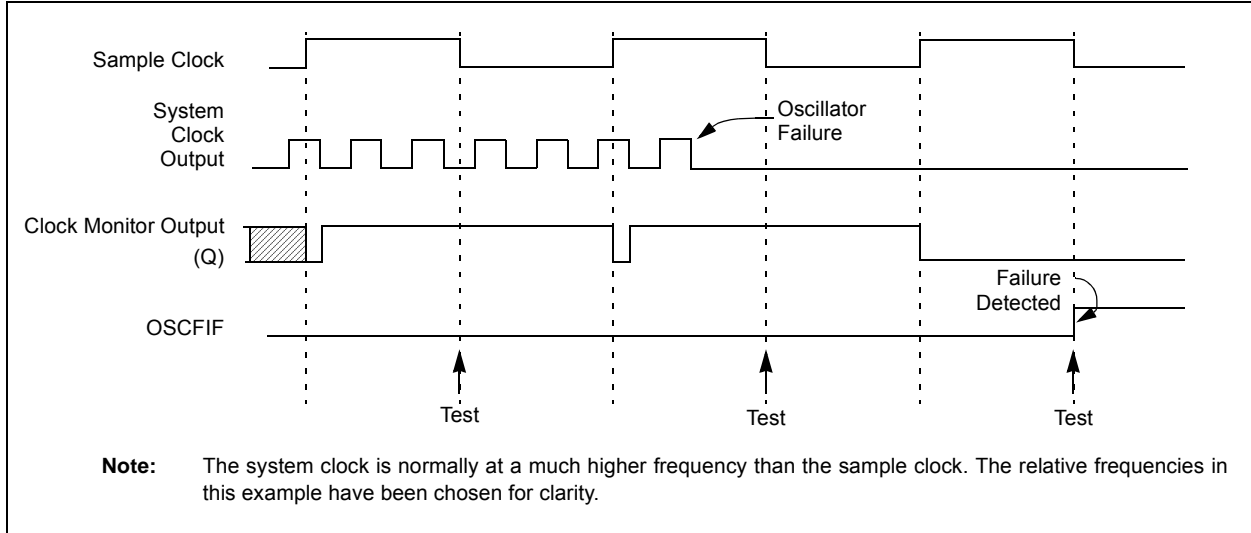 Sample Clock
System
Clock
Output
Oscillator
Failure
Clock Monitor Output
(Q)
Failure
Detected
OSCFIF
Test
Test
Test
Note: The system clock is normally at a much higher frequency than the sample clock. The relative frequencies in
this example have been chosen for clarity.